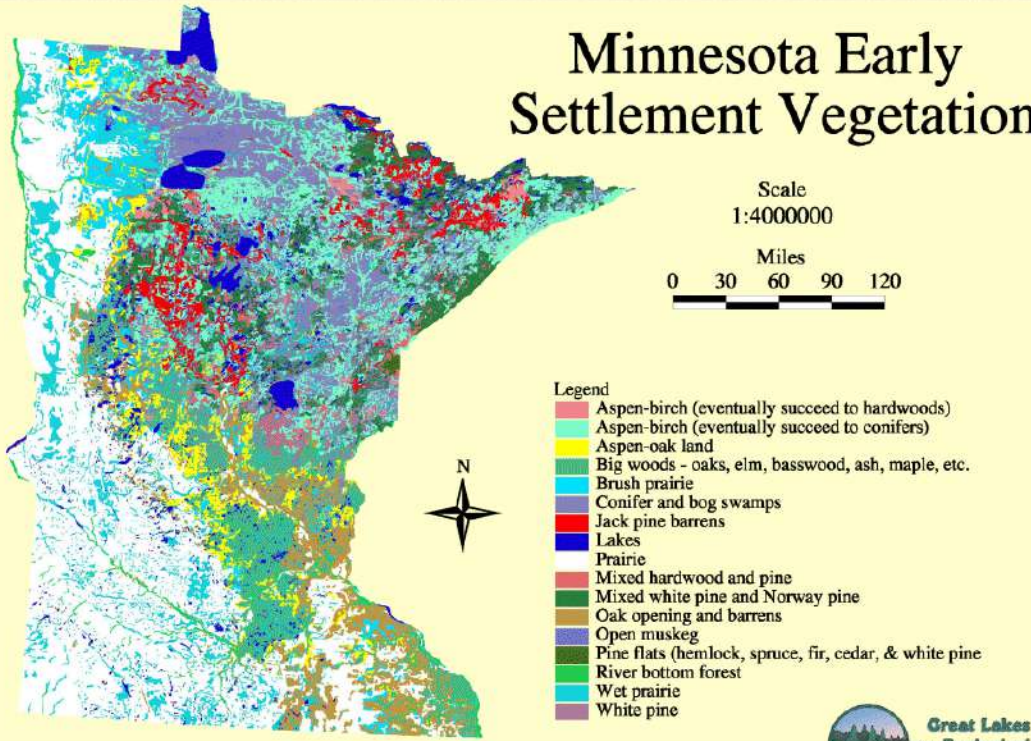 Minnesota Early
Settlement Vegetation
Scale
1:4000000
Miles
0 30 60 90 120
N
Legend
Aspen-birch (eventually succeed to hardwoods)
Aspen-birch (eventually succeed to conifers)
Aspen-oak land
Big woods - oaks, elm, basswood, ash, maple, etc.
Brush prairie
Conifer and bog swamps
Jack pine barrens
Lakes
Prairie
Mixed hardwood and pine
Mixed white pine and Norway pine
Oak opening and barrens
Open muskeg
Pine flats (hemlock, spruce, fir, cedar, & white pine
River bottom forest
Wet prairie
White pine
Great Lakes